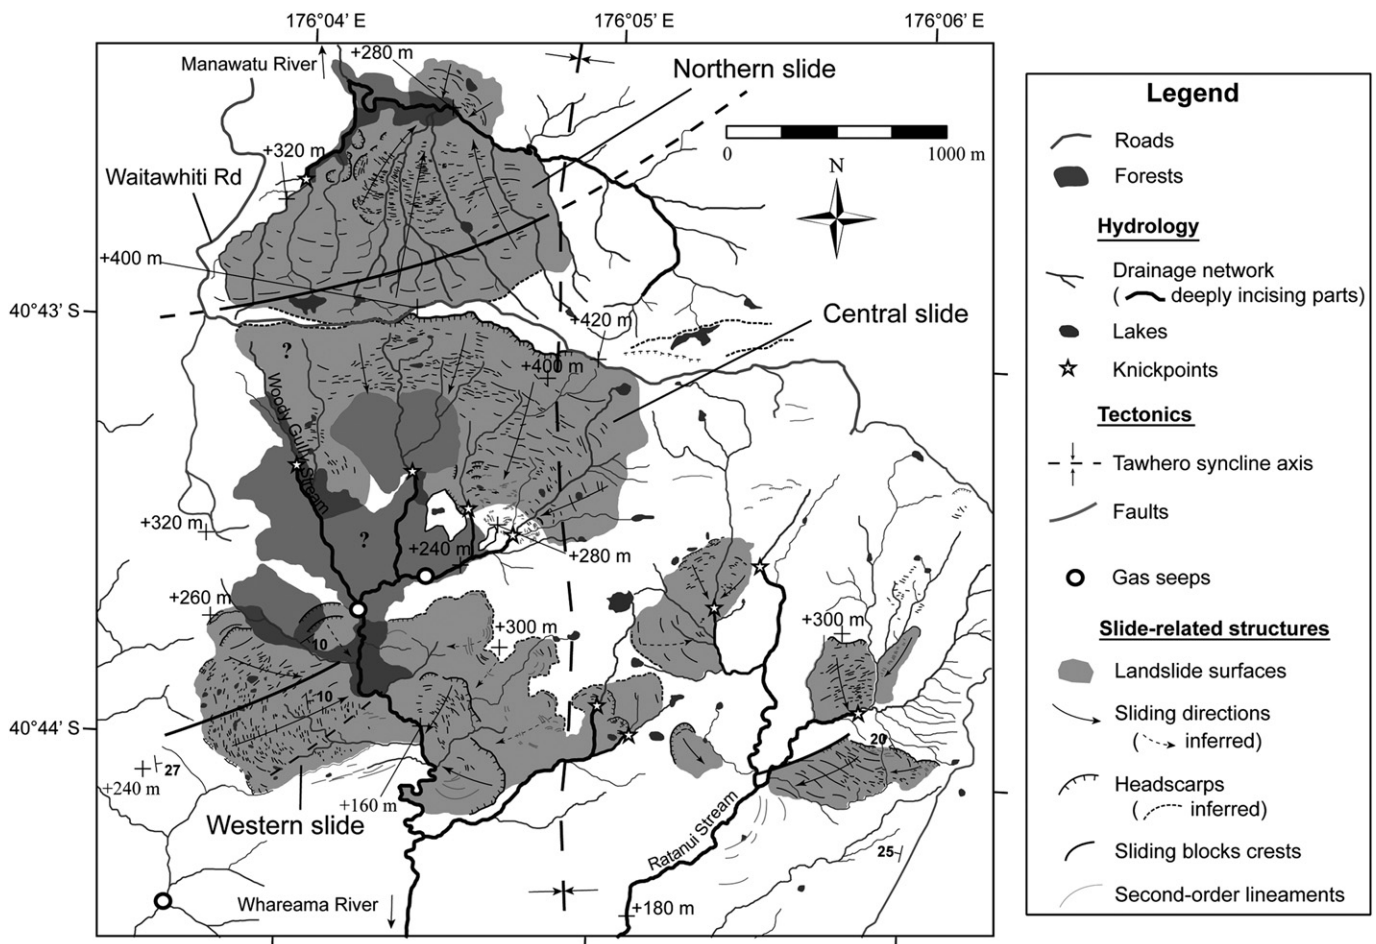 176°04' E
176°05' E
176°06' E
+280 m
Manawatu River
Northern slide
+320 m
Waitawhiti Rd
0
1000 m
N
+400 m
40°43' S
+420 m
Central slide
?
+400 m
Woody Gully Stream
+320 m
?
+240 m
+280 m
+260 m
10
+300 m
+300 m
10
40°44' S
20
27
+240 m
+160 m
Western slide
Ratanui Stream
25
Whareama River
+180 m
Legend
Roads
Forests
Hydrology
Drainage network
( deeply incising parts)
Lakes
Knickpoints
Tectonics
Tawhero syncline axis
Faults
Gas seeps
Slide-related structures
Landslide surfaces
Sliding directions
( inferred)
Headscarps
( inferred)
Sliding blocks crests
Second-order lineaments